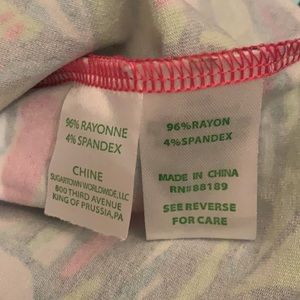 96% RAYONNE
4% SPANDEX
CHINE
SUGARTOWN WORLDWIDE, LLC
800 THIRD AVENUE
KING OF PRUSSIA, PA
96% RAYON
4% SPANDEX
MADE IN CHINA
RN#88189
SEE REVERSE
FOR CARE